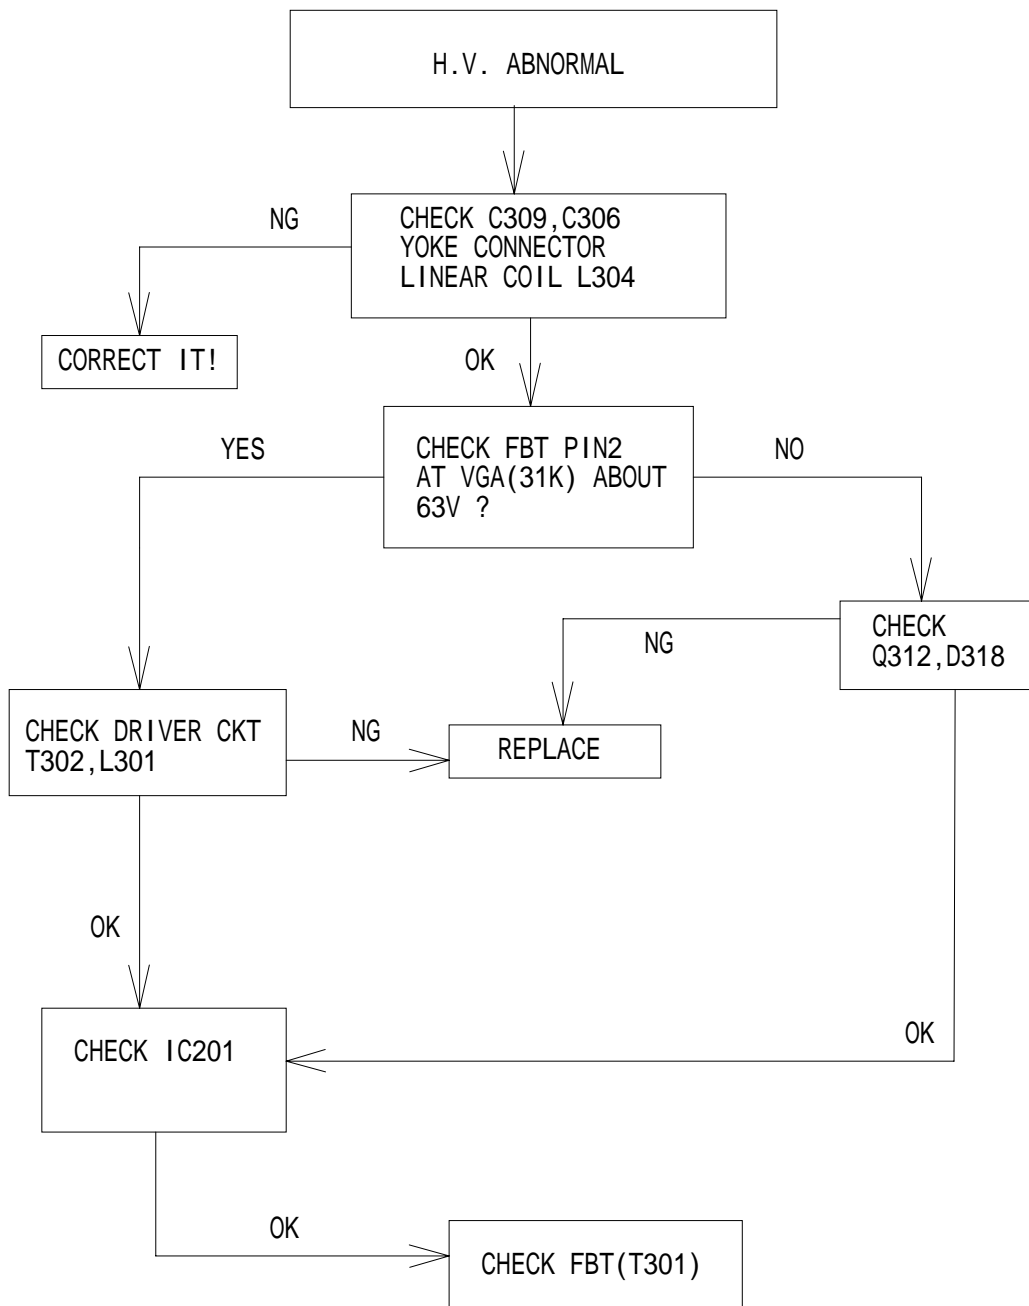 H.V. ABNORMAL
NG
CHECK C309,C306
YOKE CONNECTOR
LINEAR COIL L304
CORRECT IT!
OK
YES
CHECK FBT PIN2
AT VGA(31K) ABOUT
63V ?
NO
CHECK
Q312,D318
NG
CHECK DRIVER CKT
T302,L301
NG
REPLACE
OK
CHECK IC201
OK
OK
CHECK FBT(T301)